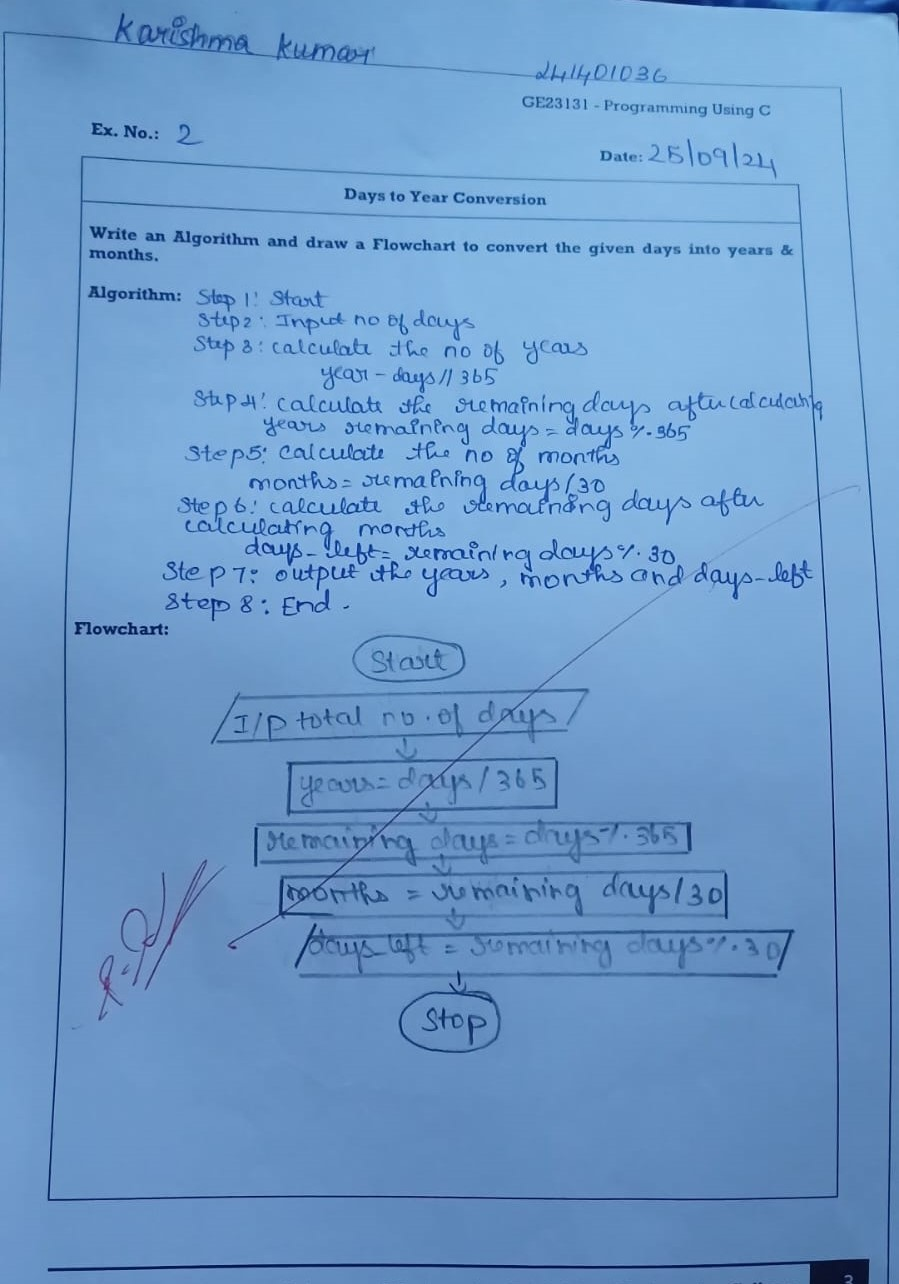 Karishma Kumar
241401036
GE23131 - Programming Using C
Ex. No.: 2
Date: 25/09/24
Days to Year Conversion
Write an Algorithm and draw a Flowchart to convert the given days into years &
months.
Algorithm: Step 1: Start
Step 2: Input no of days
Step 3: calculate the no of years
year - days // 365
Step 4: calculate the remaining days after calculating
years remaining days = days % 365
Step 5: Calculate the no of months
months = remaining days / 30
Step 6: calculate the remaining days after
calculating months
days-left = remaining days % 30
Step 7: output the years, months and days-left
Step 8: End.
Flowchart:
Start
I/P total no. of days
years = days / 365
remaining days = days % 365
months = remaining days / 30
days left = remaining days % 30
Stop
3